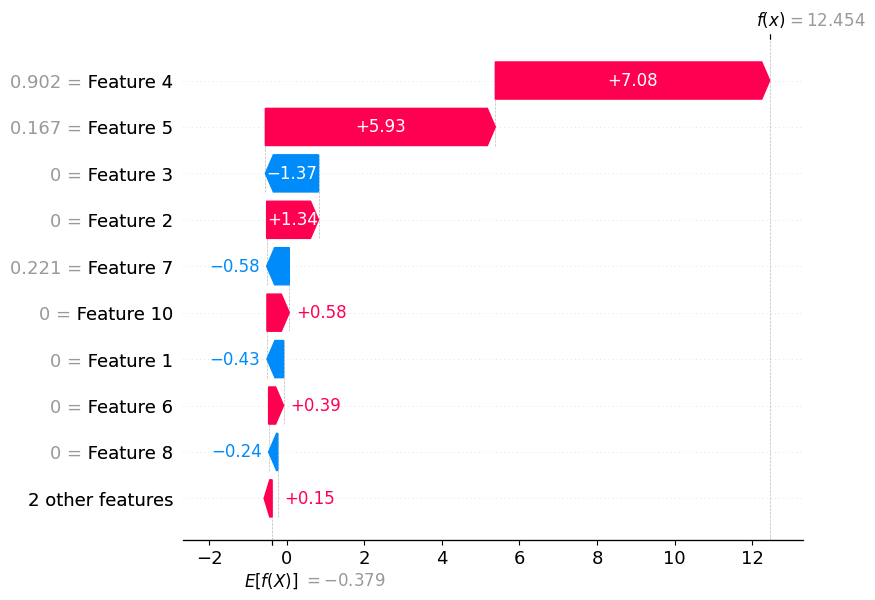 f(x) = 12.454
0.902 = Feature 4 +7.08
0.167 = Feature 5 +5.93
0 = Feature 3 −1.37
0 = Feature 2 +1.34
0.221 = Feature 7 −0.58
0 = Feature 10 +0.58
0 = Feature 1 −0.43
0 = Feature 6 +0.39
0 = Feature 8 −0.24
2 other features +0.15
−2 0 2 4 6 8 10 12
E[f(X)] = −0.379